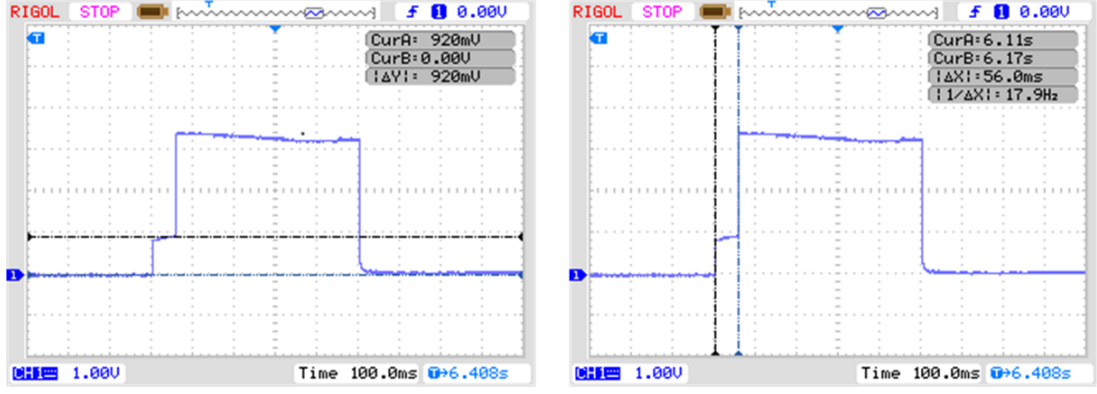 RIGOL STOP T 1 0.00V
T
CurA: 920mV
CurB:0.00V
|ΔY|: 920mV
1
CH1 1.00V Time 100.0ms T→6.408s
RIGOL STOP T 1 0.00V
T
CurA:6.11s
CurB:6.17s
|ΔX|:56.0ms
|1/ΔX|:17.9Hz
1
CH1 1.00V Time 100.0ms T→6.408s